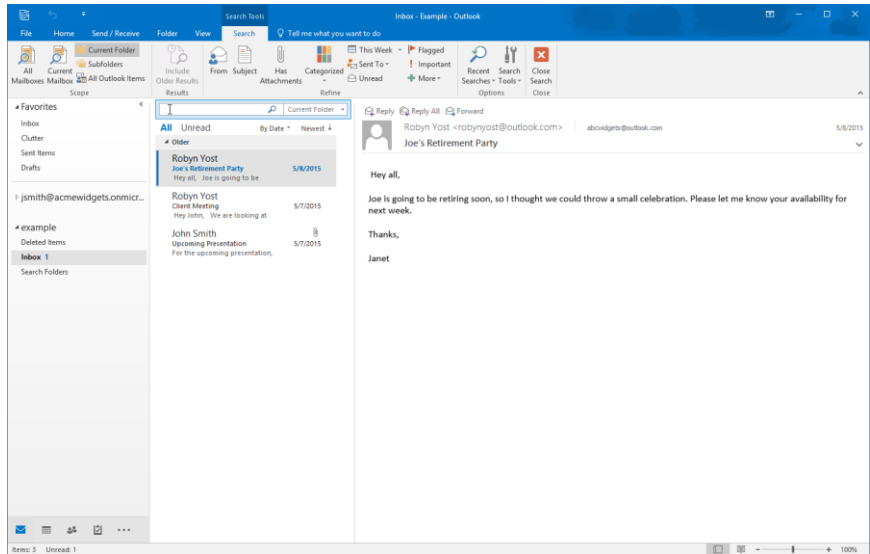 Search Tools
Inbox - Example - Outlook
File Home Send / Receive Folder View Search Tell me what you want to do
All Mailboxes
Current Mailbox
Current Folder
Subfolders
All Outlook Items
Scope
Include Older Results
Results
From
Subject
Has Attachments
Categorized
This Week
Sent To
Unread
Flagged
! Important
More
Refine
Recent Searches
Search Tools
Options
Close Search
Close
Favorites
Inbox
Clutter
Sent Items
Drafts
jsmith@acmewidgets.onmicr...
example
Deleted Items
Inbox 1
Search Folders
Current Folder
All Unread By Date Newest ↓
Older
Robyn Yost
Joe's Retirement Party 5/8/2015
Hey all, Joe is going to be
Robyn Yost
Client Meeting 5/7/2015
Hey John, We are looking at
John Smith
Upcoming Presentation 5/7/2015
For the upcoming presentation,
Reply Reply All Forward
Robyn Yost <robynyost@outlook.com> abcwidgets@outlook.com 5/8/2015
Joe's Retirement Party
Hey all,
Joe is going to be retiring soon, so I thought we could throw a small celebration. Please let me know your availability for
next week.
Thanks,
Janet
Items: 3 Unread: 1
100%